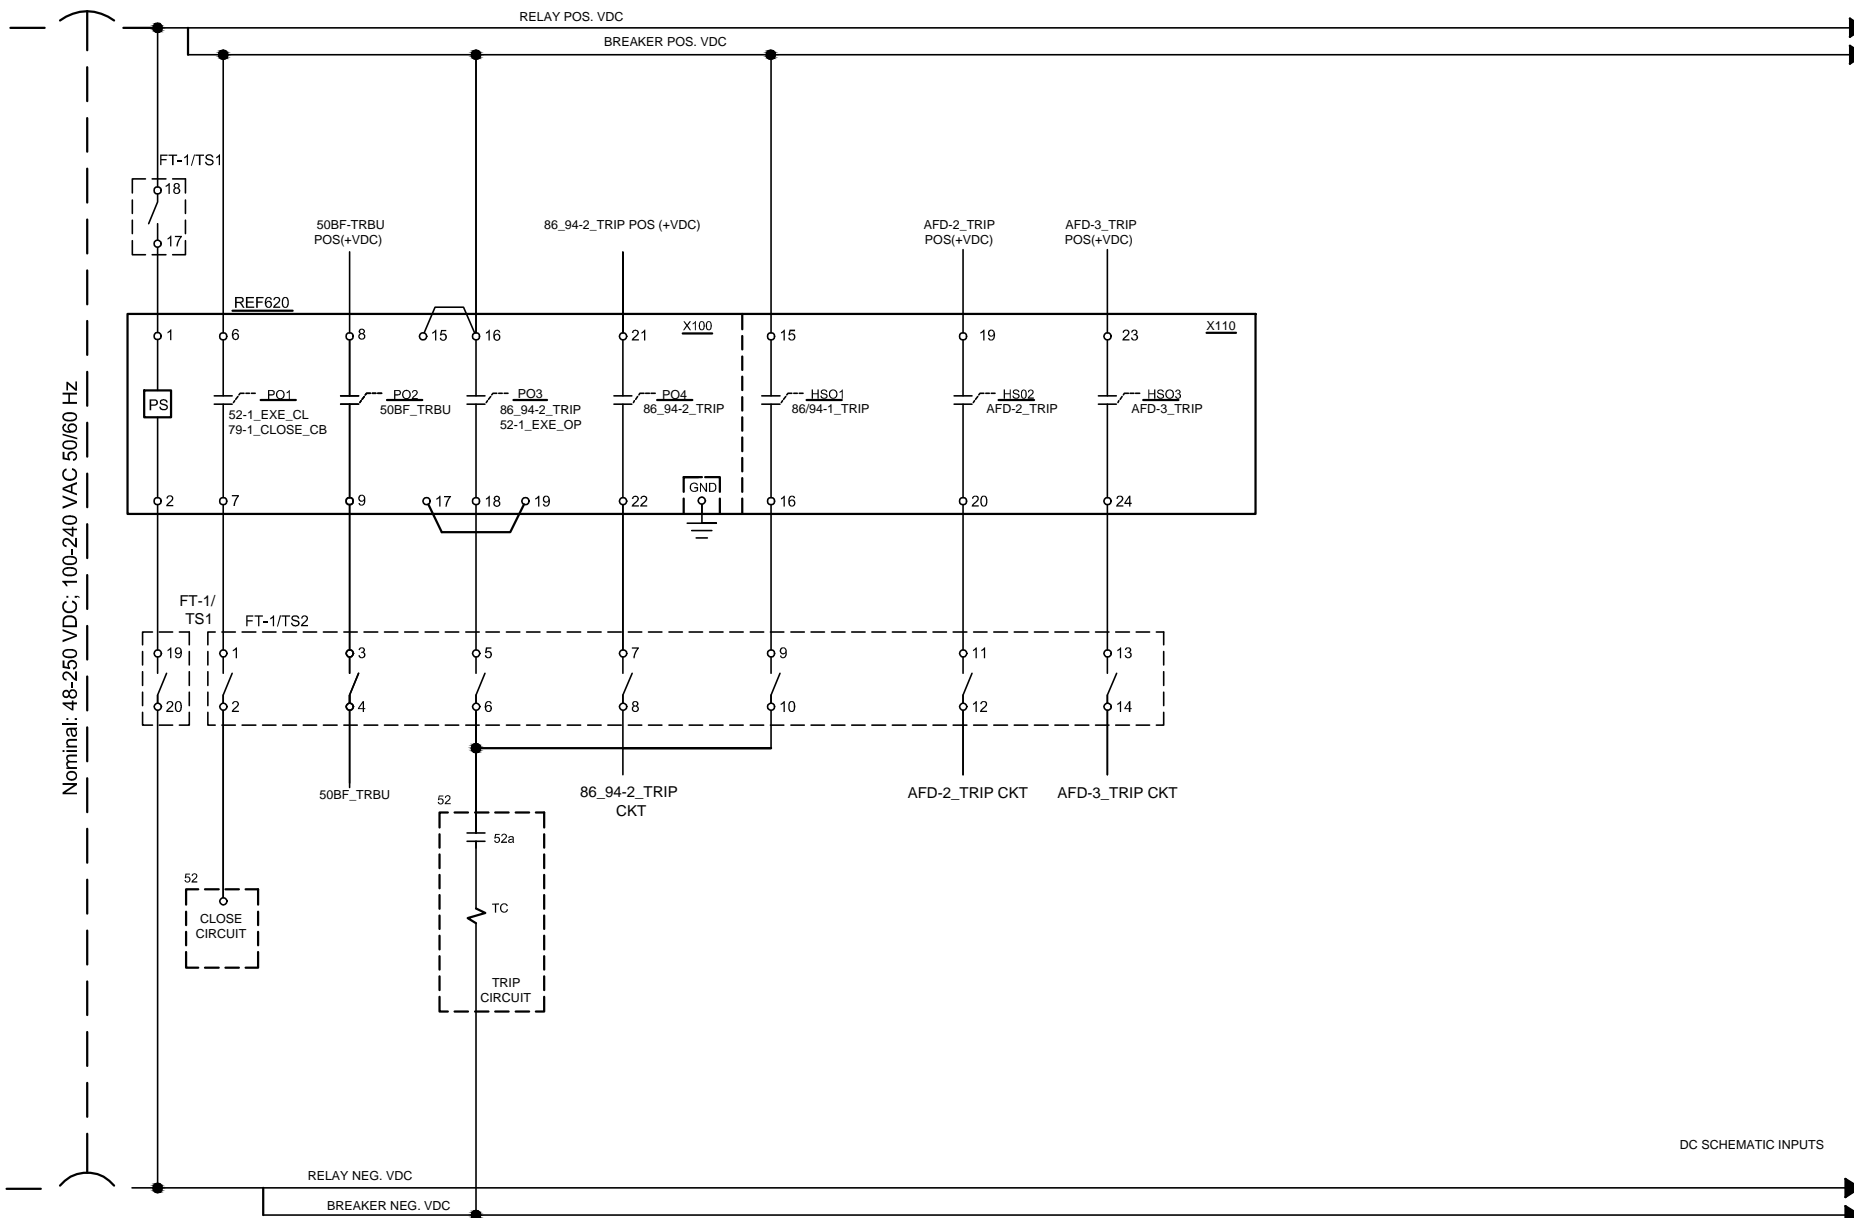 RELAY POS. VDC
BREAKER POS. VDC
FT-1/TS1
18
17
50BF-TRBU
POS(+VDC)
86_94-2_TRIP POS (+VDC)
AFD-2_TRIP
POS(+VDC)
AFD-3_TRIP
POS(+VDC)
REF620
X100
X110
1
6
8
15
16
21
15
19
23
PS
PO1
52-1_EXE_CL
79-1_CLOSE_CB
PO2
50BF_TRBU
PO3
86_94-2_TRIP
52-1_EXE_OP
PO4
86_94-2_TRIP
HSO1
86/94-1_TRIP
HS02
AFD-2_TRIP
HSO3
AFD-3_TRIP
GND
2
7
9
17
18
19
22
16
20
24
Nominal: 48-250 VDC; 100-240 VAC 50/60 Hz
FT-1/
TS1
FT-1/TS2
19
1
3
5
7
9
11
13
20
2
4
6
8
10
12
14
50BF_TRBU
86_94-2_TRIP
CKT
AFD-2_TRIP CKT
AFD-3_TRIP CKT
52
52a
TC
TRIP
CIRCUIT
52
CLOSE
CIRCUIT
DC SCHEMATIC INPUTS
RELAY NEG. VDC
BREAKER NEG. VDC